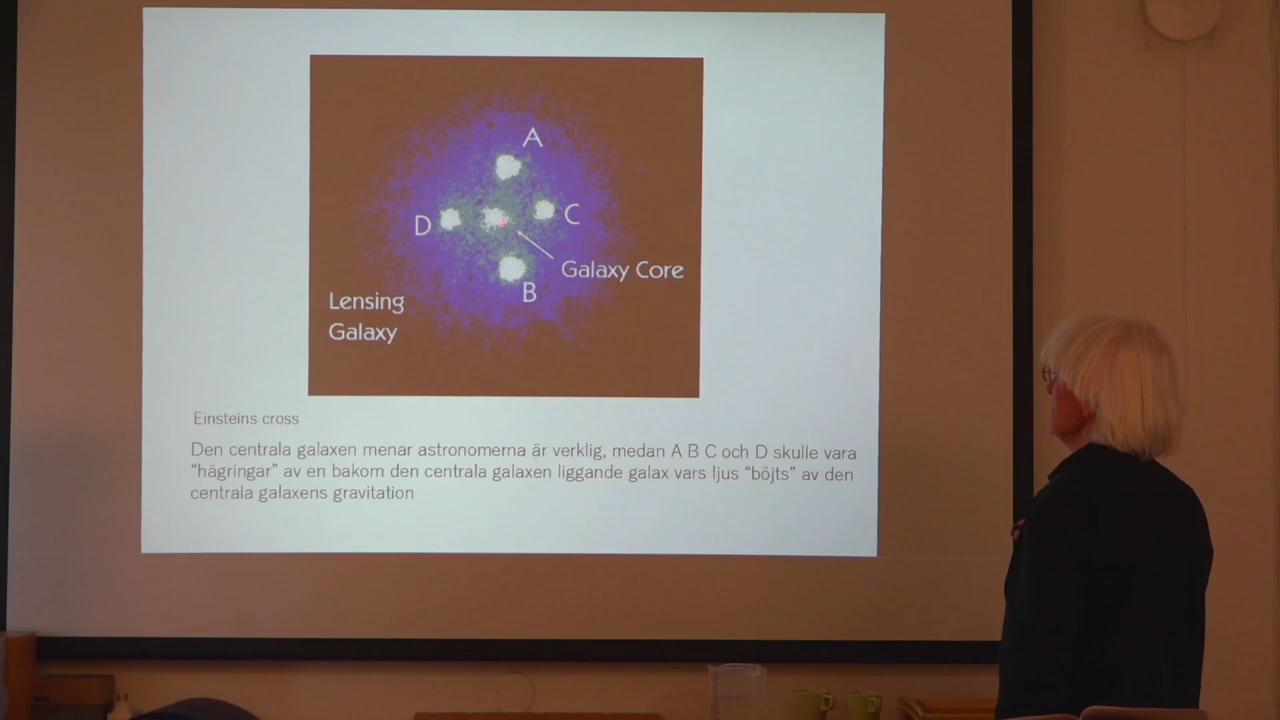 A
D
C
Galaxy Core
B
Lensing
Galaxy
Einsteins cross
Den centrala galaxen menar astronomerna är verklig, medan A B C och D skulle vara
“hägringar” av en bakom den centrala galaxen liggande galax vars ljus “böjts” av den
centrala galaxens gravitation